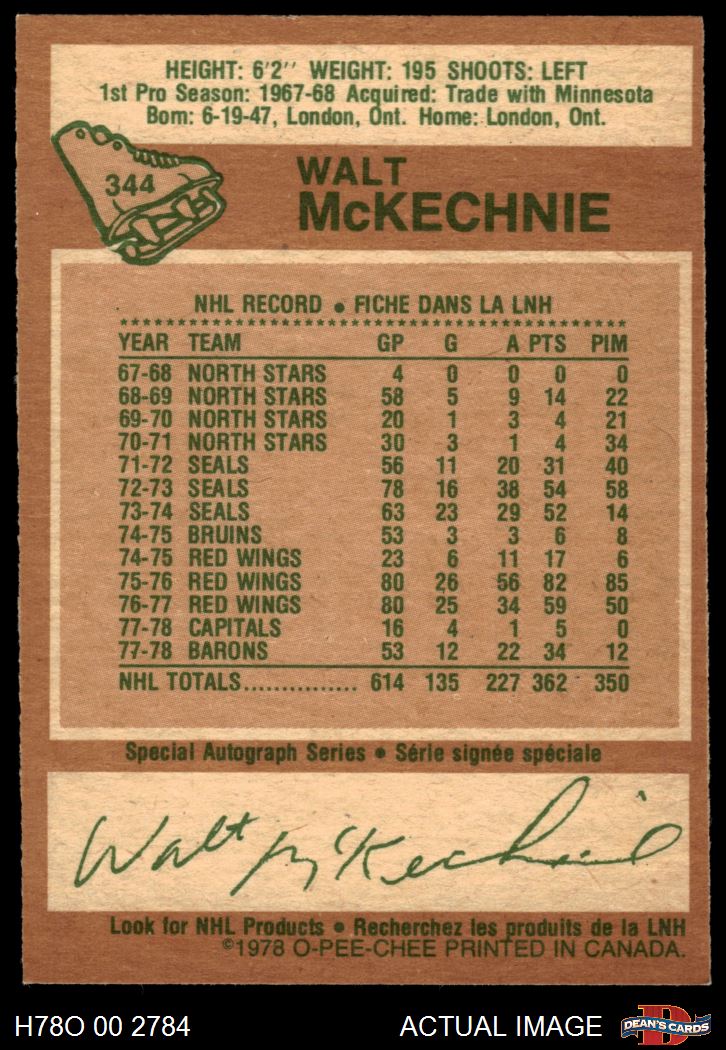 HEIGHT: 6'2'' WEIGHT: 195 SHOOTS: LEFT
1st Pro Season: 1967-68 Acquired: Trade with Minnesota
Born: 6-19-47, London, Ont. Home: London, Ont.
344
WALT
McKECHNIE
NHL RECORD • FICHE DANS LA LNH
YEAR TEAM GP G A PTS PIM
67-68 NORTH STARS 4 0 0 0 0
68-69 NORTH STARS 58 5 9 14 22
69-70 NORTH STARS 20 1 3 4 21
70-71 NORTH STARS 30 3 1 4 34
71-72 SEALS 56 11 20 31 40
72-73 SEALS 78 16 38 54 58
73-74 SEALS 63 23 29 52 14
74-75 BRUINS 53 3 3 6 8
74-75 RED WINGS 23 6 11 17 6
75-76 RED WINGS 80 26 56 82 85
76-77 RED WINGS 80 25 34 59 50
77-78 CAPITALS 16 4 1 5 0
77-78 BARONS 53 12 22 34 12
NHL TOTALS............... 614 135 227 362 350
Special Autograph Series • Série signée spéciale
Walt McKechnie
Look for NHL Products • Recherchez les produits de la LNH
©1978 O-PEE-CHEE PRINTED IN CANADA.
H78O 00 2784 ACTUAL IMAGE D DEAN'S CARDS